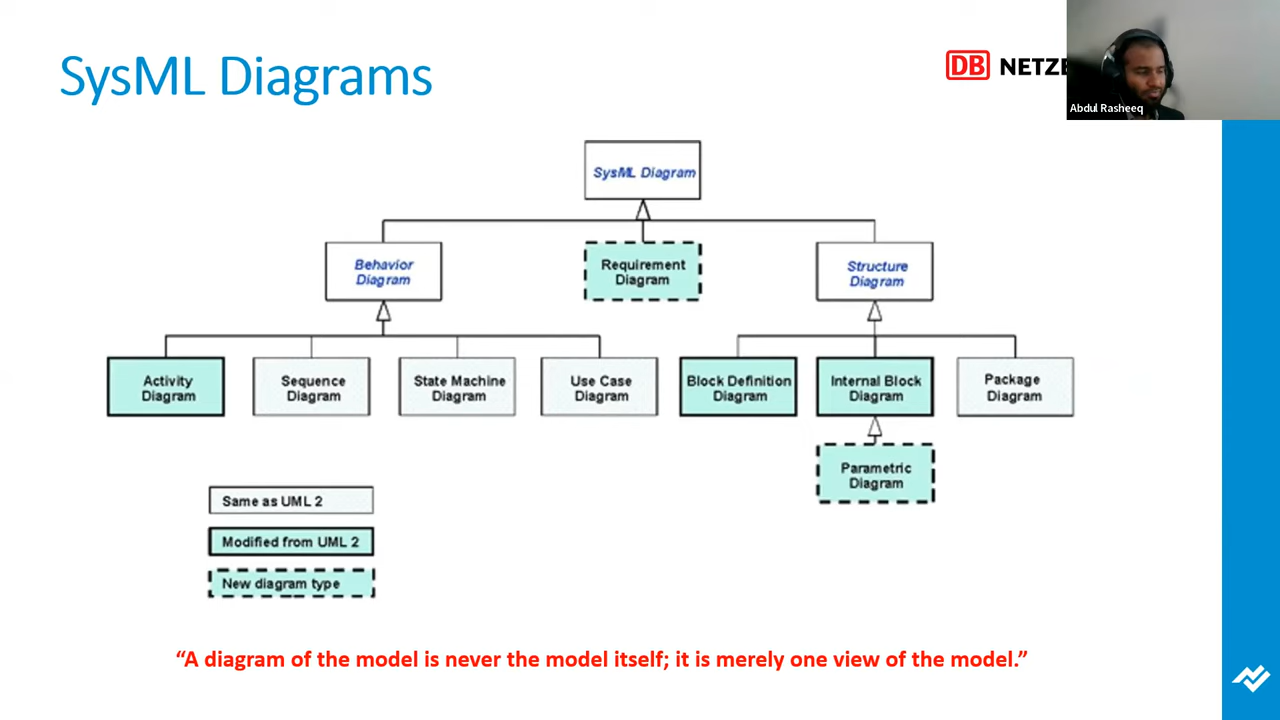 SysML Diagrams
DB NETZE
Abdul Rasheeq
SysML Diagram
Behavior
Diagram
Requirement
Diagram
Structure
Diagram
Activity
Diagram
Sequence
Diagram
State Machine
Diagram
Use Case
Diagram
Block Definition
Diagram
Internal Block
Diagram
Package
Diagram
Parametric
Diagram
Same as UML 2
Modified from UML 2
New diagram type
“A diagram of the model is never the model itself; it is merely one view of the model.”